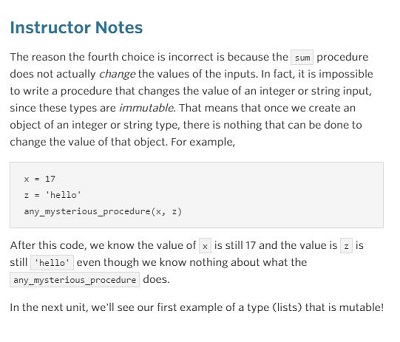 Instructor Notes
The reason the fourth choice is incorrect is because the sum procedure
does not actually change the values of the inputs. In fact, it is impossible
to write a procedure that changes the value of an integer or string input,
since these types are immutable. That means that once we create an
object of an integer or string type, there is nothing that can be done to
change the value of that object. For example,
x = 17
z = 'hello'
any_mysterious_procedure(x, z)
After this code, we know the value of x is still 17 and the value is z is
still 'hello' even though we know nothing about what the
any_mysterious_procedure does.
In the next unit, we'll see our first example of a type (lists) that is mutable!